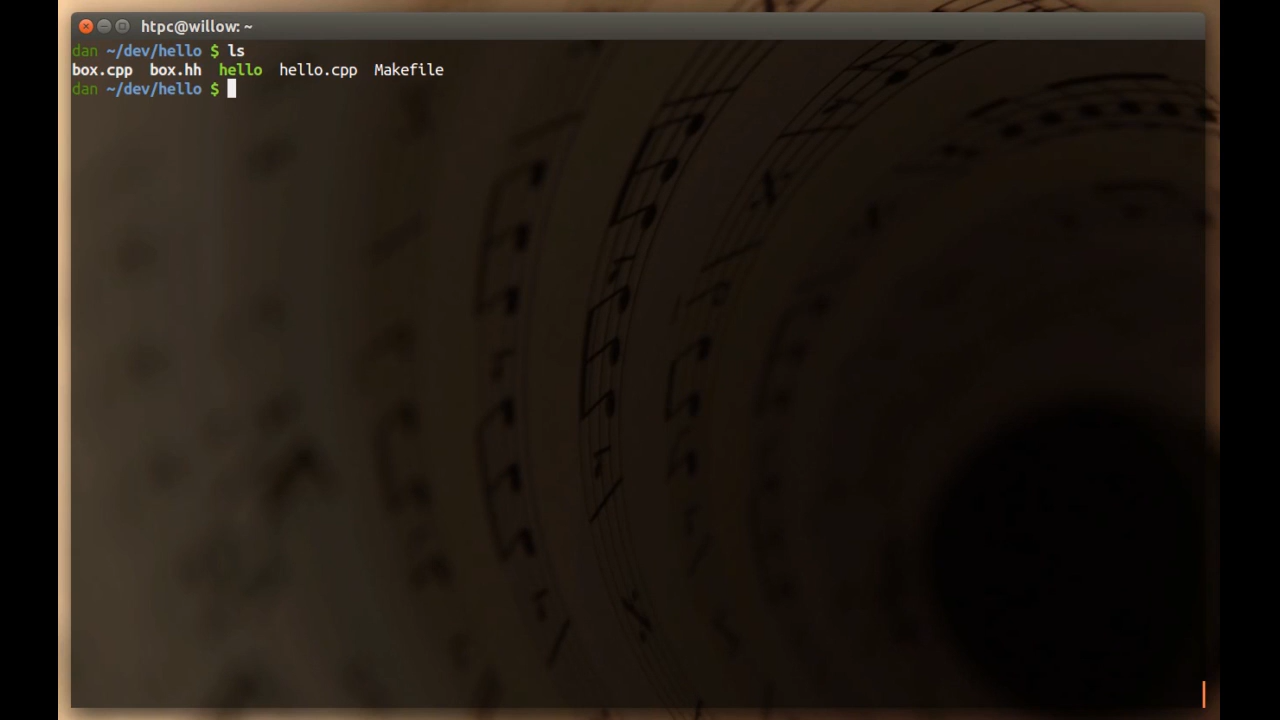 htpc@willow: ~
dan ~/dev/hello $ ls
box.cpp  box.hh  hello  hello.cpp  Makefile
dan ~/dev/hello $